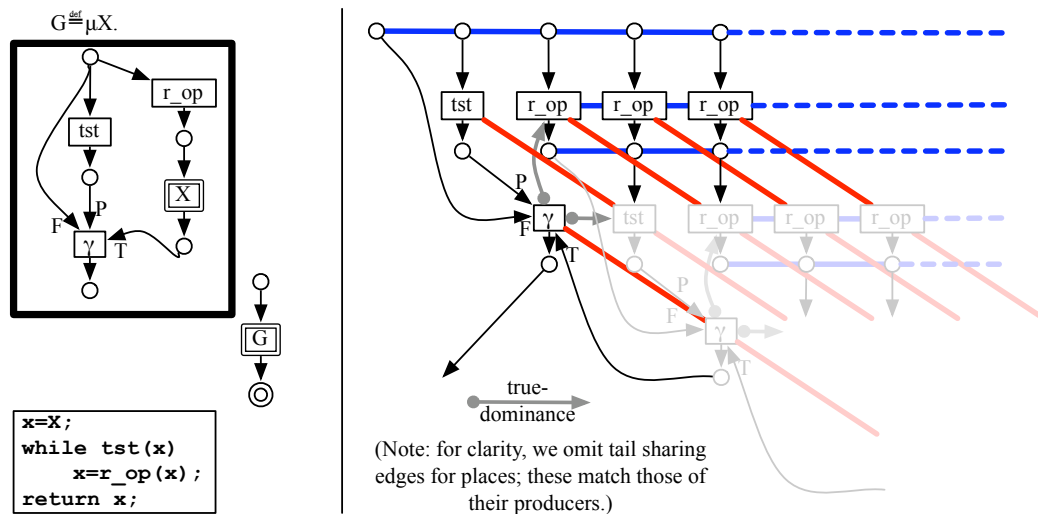 G≝μX.
r_op
tst
X
F
P
T
γ
G
x=X;
while tst(x)
x=r_op(x);
return x;
tst
r_op
r_op
r_op
P
F
γ
T
tst
r_op
r_op
r_op
P
F
γ
T
true-
dominance
(Note: for clarity, we omit tail sharing
edges for places; these match those of
their producers.)